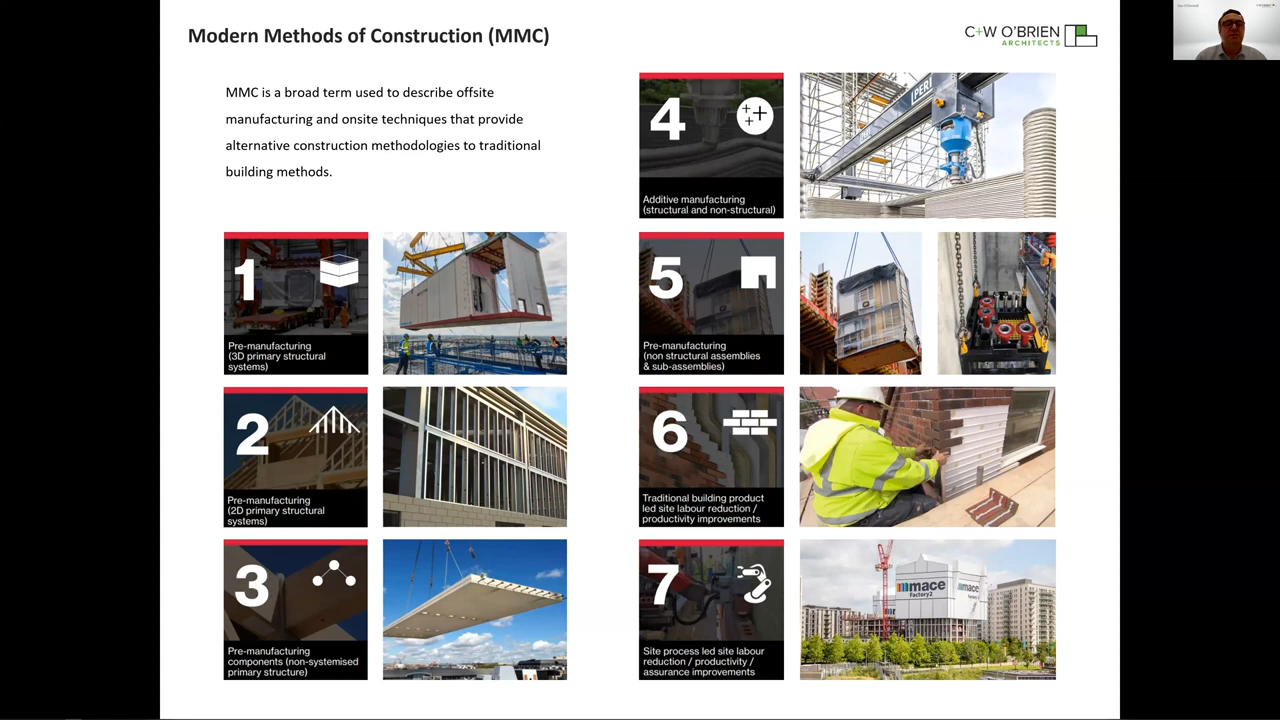 Modern Methods of Construction (MMC)
C+W O'BRIEN
ARCHITECTS
MMC is a broad term used to describe offsite
manufacturing and onsite techniques that provide
alternative construction methodologies to traditional
building methods.
1
Pre-manufacturing
(3D primary structural
systems)
2
Pre-manufacturing
(2D primary structural
systems)
3
Pre-manufacturing
components (non-systemised
primary structure)
4
Additive manufacturing
(structural and non-structural)
PERI
5
Pre-manufacturing
(non structural assemblies
& sub-assemblies)
6
Traditional building product
led site labour reduction /
productivity improvements
7
Site process led site labour
reduction / productivity /
assurance improvements
mace
Factory2
mace